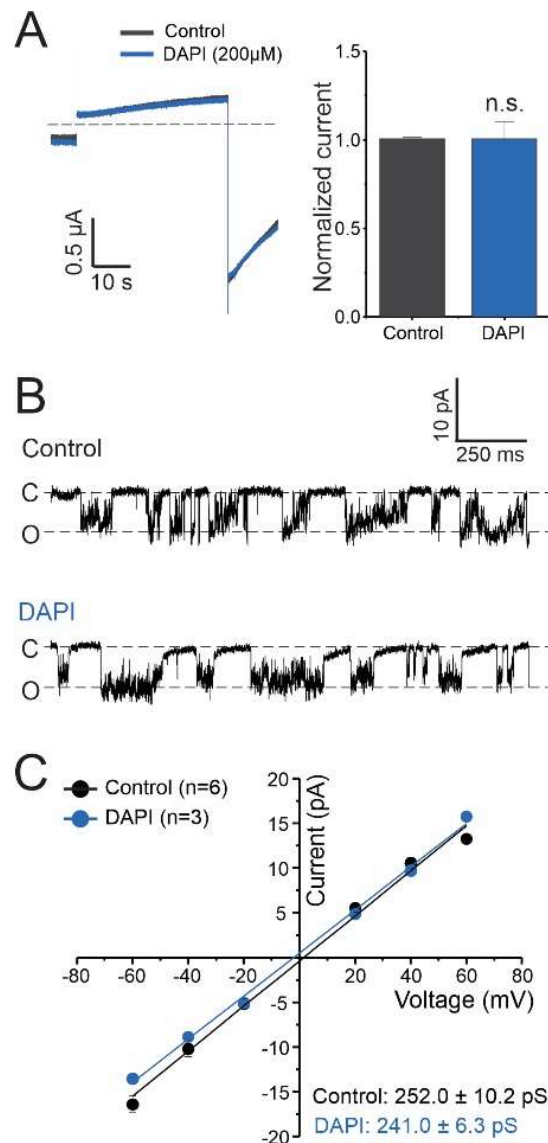 A
Control
DAPI (200µM)
0.5 µA
10 s
Normalized current
1.5
1.0
0.5
0.0
n.s.
Control
DAPI
B
10 pA
250 ms
Control
C
O
DAPI
C
O
C
Control (n=6)
DAPI (n=3)
Current (pA)
20
15
10
5
-80 -60 -40 -20 20 40 60 80
Voltage (mV)
-5
-10
-15
-20
Control: 252.0 ± 10.2 pS
DAPI: 241.0 ± 6.3 pS